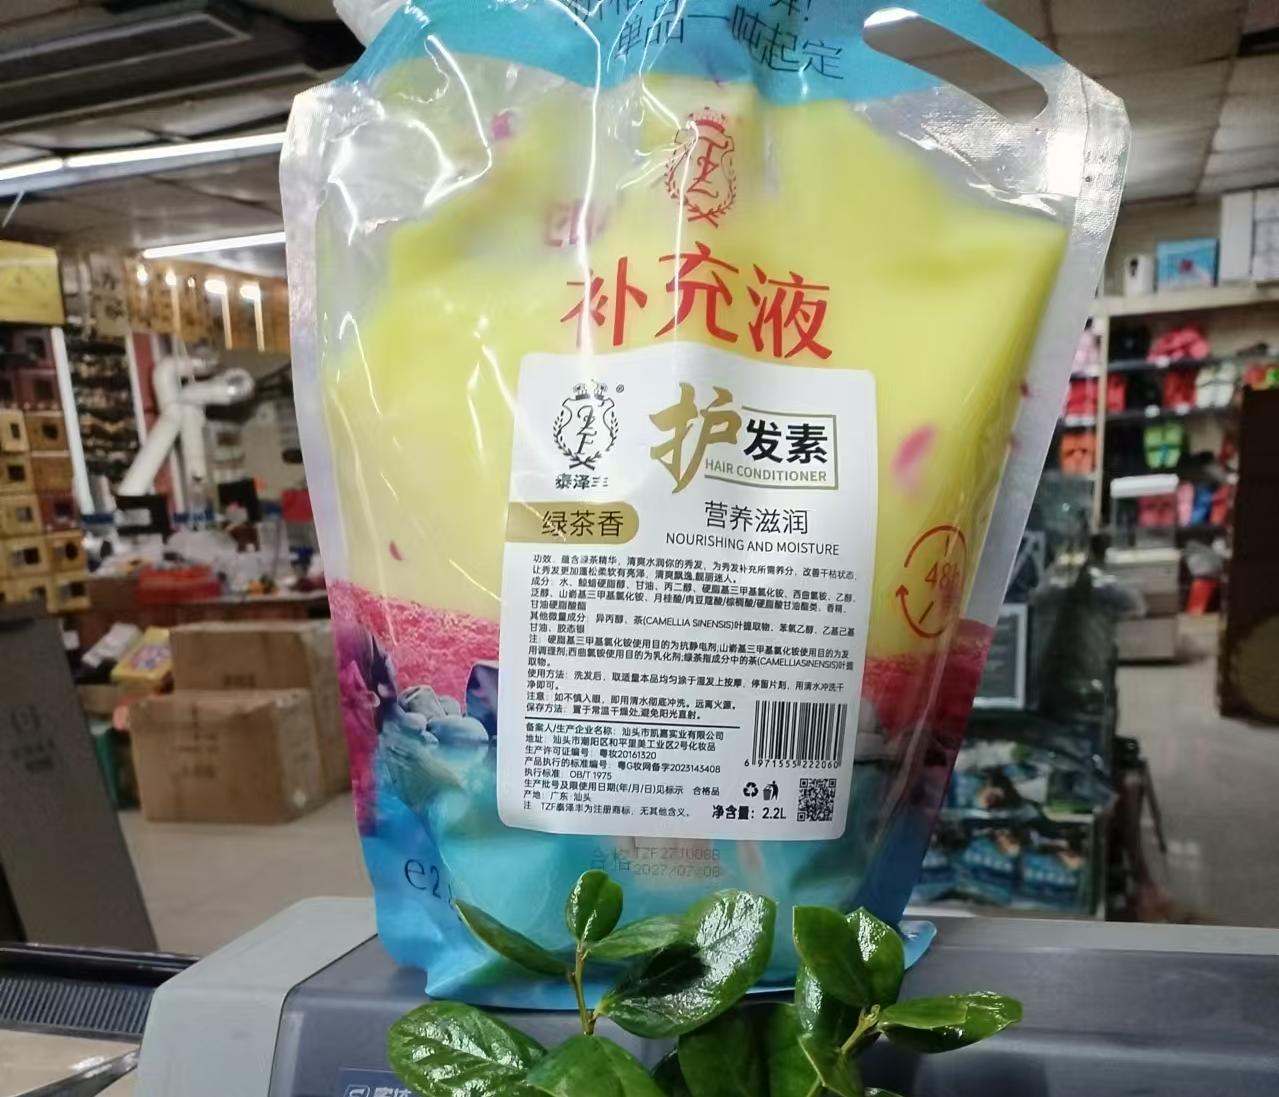 单品一吨起定
补充液
泰泽
护发素
HAIR CONDITIONER
绿茶香
营养滋润
NOURISHING AND MOISTURE
48h
功效：蕴含绿茶精华，清爽水润你的秀发，为秀发补充所需养分，改善干枯状态，
让秀发更加蓬松柔软有亮泽，清爽飘逸，靓丽迷人。
成分：水、鲸蜡硬脂醇、甘油、丙二醇、硬脂基三甲基氯化铵、西曲氯铵、乙醇、
泛醇、山嵛基三甲基氯化铵、月桂酸/肉豆蔻酸/棕榈酸/硬脂酸甘油酯类、香精、
甘油硬脂酸酯
其他微量成分：异丙醇、茶(CAMELLIA SINENSIS)叶提取物、苯氧乙醇、乙基己基
甘油、胶态银
注：硬脂基三甲基氯化铵使用目的为抗静电剂;山嵛基三甲基氯化铵使用目的为发
用调理剂;西曲氯铵使用目的为乳化剂;绿茶指成分中的茶(CAMELLIASINENSIS)叶提
取物。
使用方法：洗发后，取适量本品均匀涂于湿发上按摩，停留片刻，用清水冲洗干
净即可。
注意：如不慎入眼，即用清水彻底冲洗。远离火源。
保存方法：置于常温干燥处,避免阳光直射。
备案人/生产企业名称：汕头市凯嘉实业有限公司
地址：汕头市潮阳区和平里美工业区2号化妆品
生产许可证编号：粤妆20161320
产品执行的标准编号：粤G妆网备字2023143408
执行标准：QB/T 1975
生产批号及限使用日期(年/月/日)见标示 合格品
产地：广东·汕头
注：TZF泰泽丰为注册商标，无其他含义。
6 971555 222060
净含量：2.2L
合格
2027/07/08
℮2